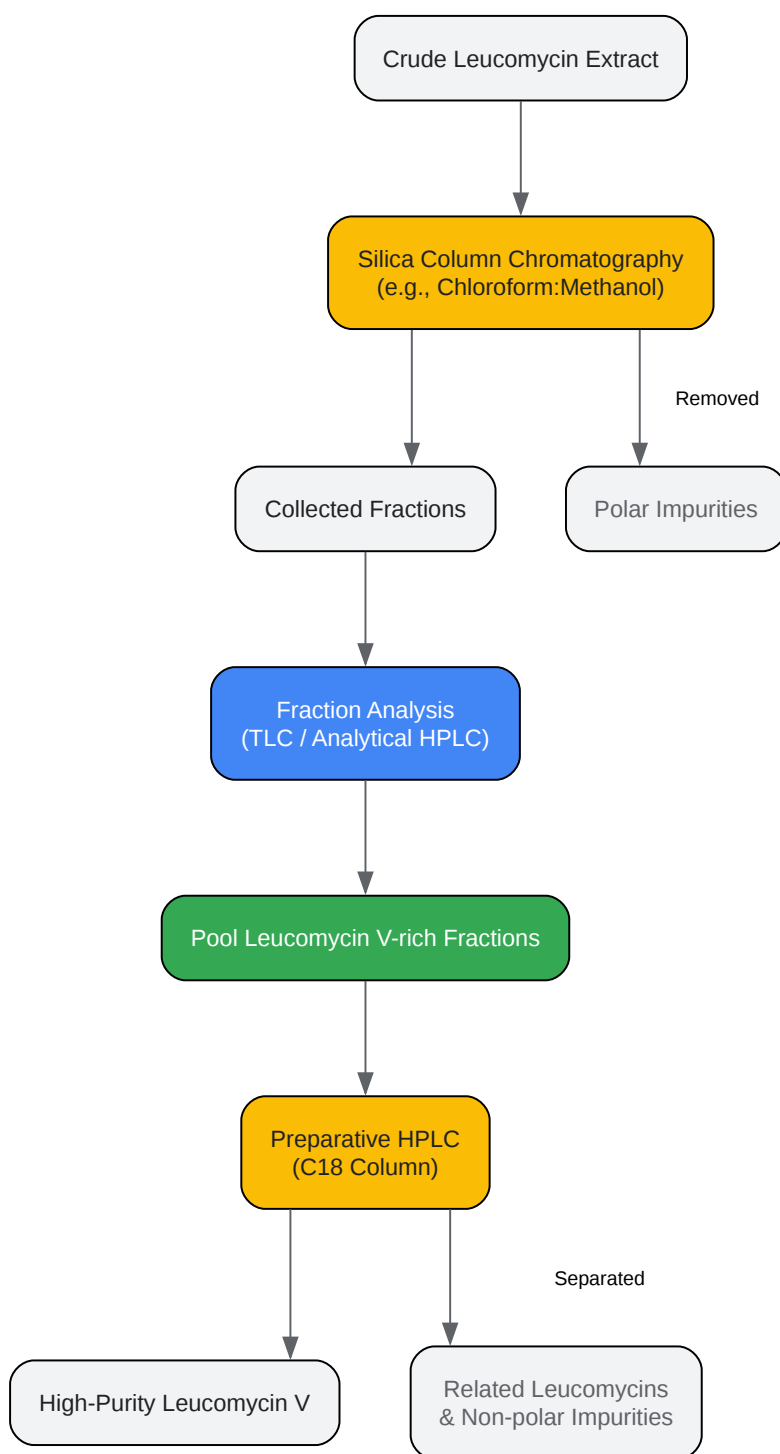 Crude Leucomycin Extract
Silica Column Chromatography
(e.g., Chloroform:Methanol)
Removed
Collected Fractions
Polar Impurities
Fraction Analysis
(TLC / Analytical HPLC)
Pool Leucomycin V-rich Fractions
Preparative HPLC
(C18 Column)
Separated
High-Purity Leucomycin V
Related Leucomycins
& Non-polar Impurities